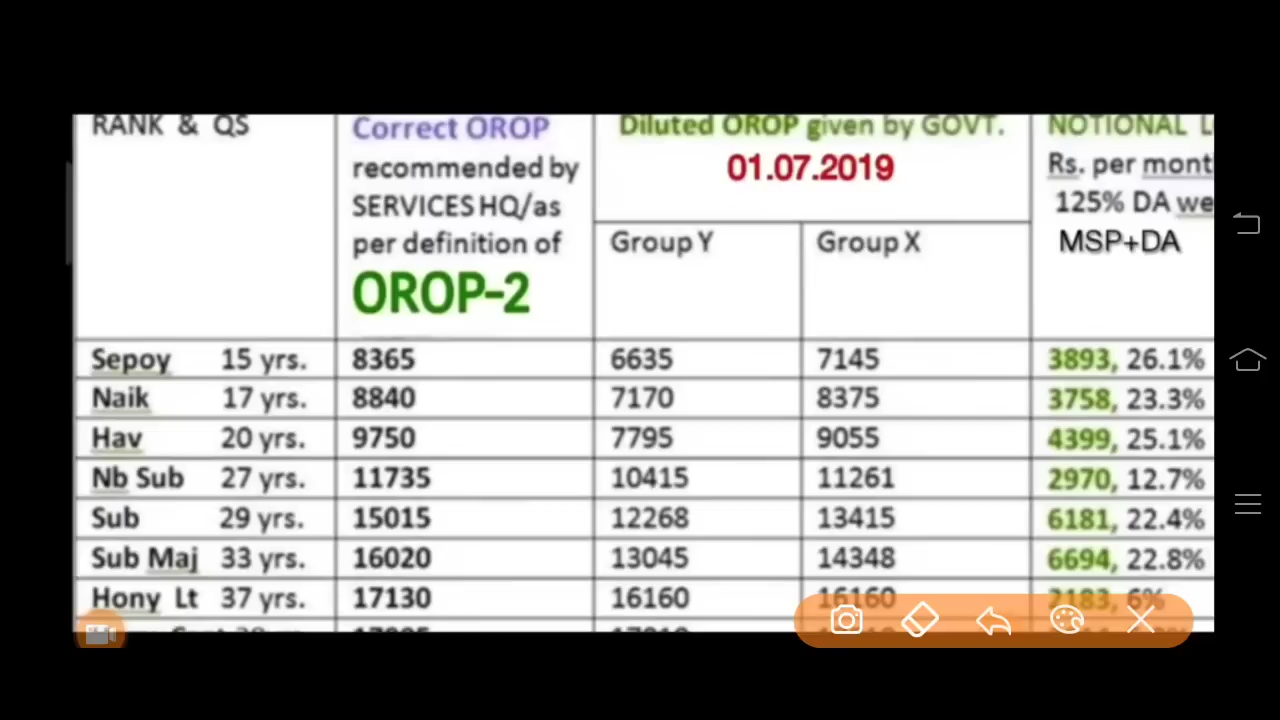 RANK & QS
Correct OROP
recommended by
SERVICES HQ/as
per definition of
OROP-2
Diluted OROP given by GOVT.
01.07.2019
Group Y Group X
NOTIONAL L
Rs. per mont
125% DA we
MSP+DA
Sepoy 15 yrs. 8365 6635 7145 3893, 26.1%
Naik 17 yrs. 8840 7170 8375 3758, 23.3%
Hav 20 yrs. 9750 7795 9055 4399, 25.1%
Nb Sub 27 yrs. 11735 10415 11261 2970, 12.7%
Sub 29 yrs. 15015 12268 13415 6181, 22.4%
Sub Maj 33 yrs. 16020 13045 14348 6694, 22.8%
Hony Lt 37 yrs. 17130 16160 16160 2183, 6%